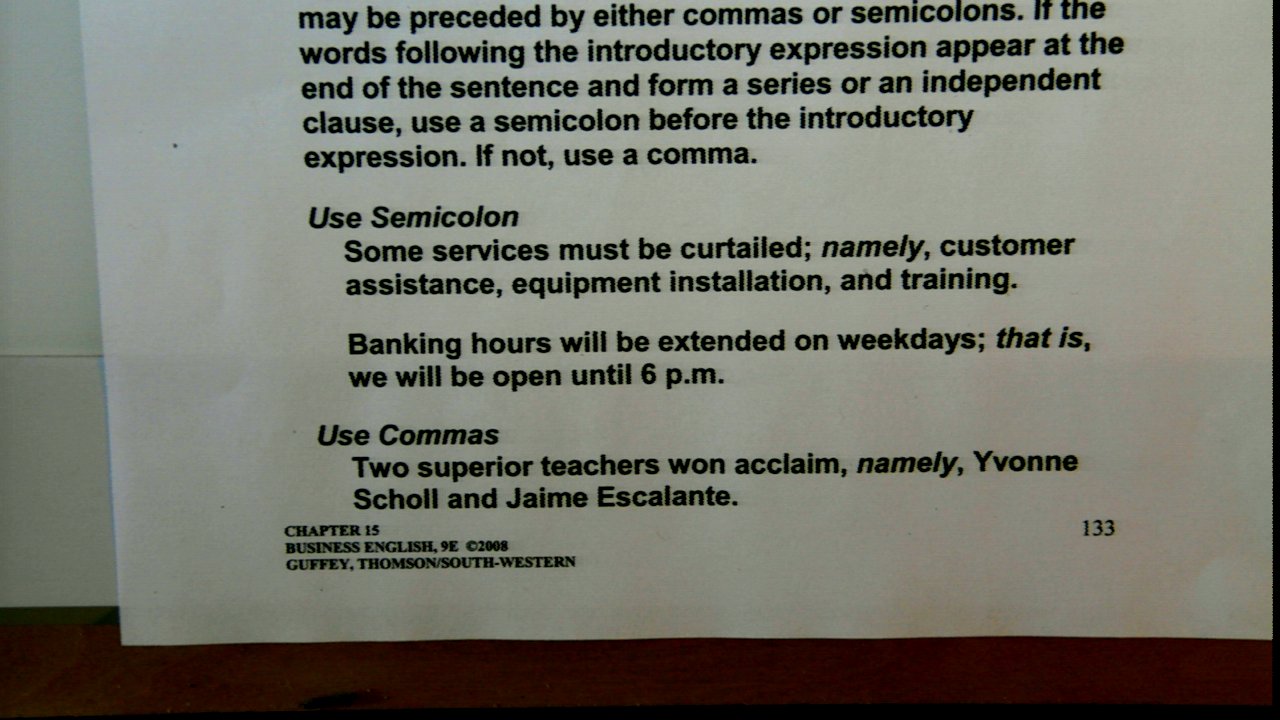 may be preceded by either commas or semicolons. If the
words following the introductory expression appear at the
end of the sentence and form a series or an independent
clause, use a semicolon before the introductory
expression. If not, use a comma.
Use Semicolon
Some services must be curtailed; namely, customer
assistance, equipment installation, and training.
Banking hours will be extended on weekdays; that is,
we will be open until 6 p.m.
Use Commas
Two superior teachers won acclaim, namely, Yvonne
Scholl and Jaime Escalante.
CHAPTER 15
BUSINESS ENGLISH, 9E ©2008
GUFFEY, THOMSON/SOUTH-WESTERN
133